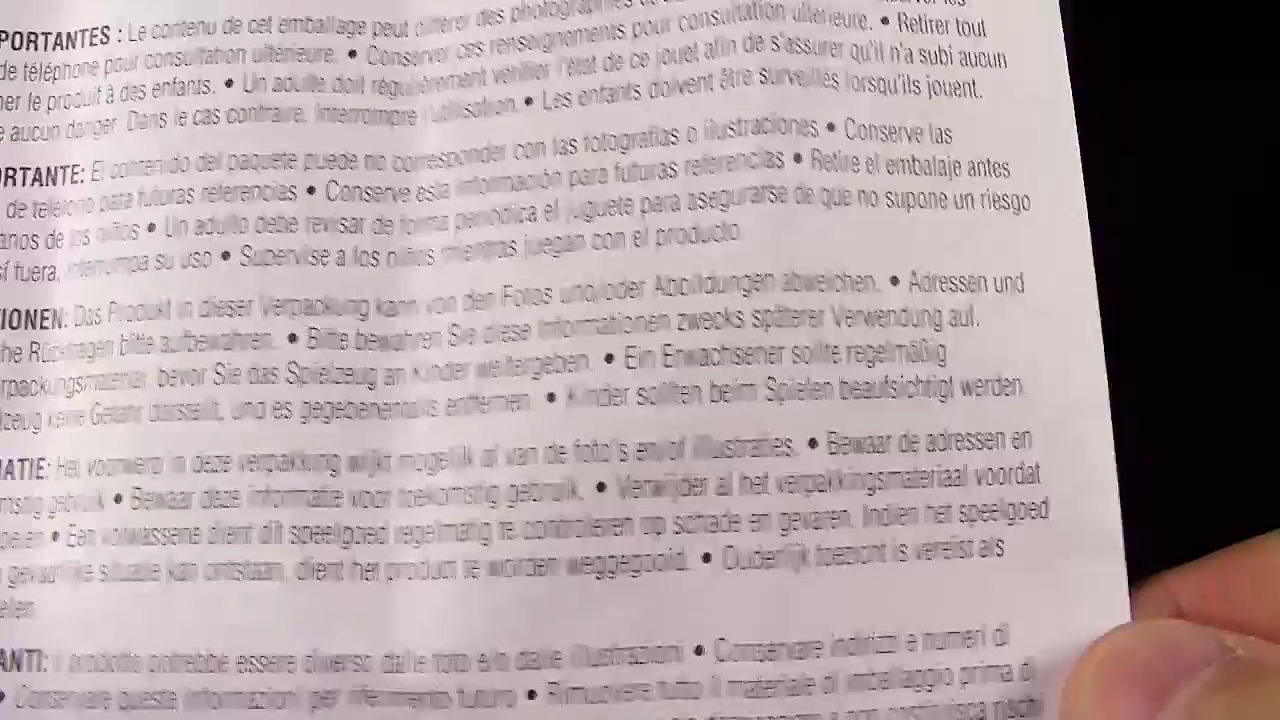 PORTANTES : Le contenu de cet emballage peut différer des photographies
de téléphone pour consultation ultérieure. • Conserver ces renseignements pour consultation ultérieure. • Retirer tout
er le produit à des enfants. • Un adulte doit régulièrement vérifier l'état de ce jouet afin de s'assurer qu'il n'a subi aucun
aucun danger. Dans le cas contraire, interrompre l'utilisation. • Les enfants doivent être surveillés lorsqu'ils jouent.
RTANTE: El contenido del paquete puede no corresponder con las fotografías o ilustraciones • Conserve las
de teléfono para futuras referencias • Conserve esta información para futuras referencias • Retire el embalaje antes
anos de los niños • Un adulto debe revisar de forma periódica el juguete para asegurarse de que no supone un riesgo
sí fuera, interrumpa su uso • Supervise a los niños mientras juegan con el producto.
IONEN: Das Produkt in dieser Verpackung kann von den Fotos und/oder Abbildungen abweichen. • Adressen und
he Rückfragen bitte aufbewahren. • Bitte bewahren Sie diese Informationen zwecks späterer Verwendung auf.
rpackungsmaterial, bevor Sie das Spielzeug an Kinder weitergeben. • Ein Erwachsener sollte regelmäßig
lzeug keine Gefahr darstellt, und es gegebenenfalls entfernen. • Kinder sollten beim Spielen beaufsichtigt werden.
MATIE: Het voorwerp in deze verpakking wijkt mogelijk af van de foto's en/of illustraties. • Bewaar de adressen en
mstig gebruik • Bewaar deze informatie voor toekomstig gebruik. • Verwijder al het verpakkingsmateriaal voordat
pelen • Een volwassene dient dit speelgoed regelmatig te controleren op schade en gevaren. Indien het speelgoed
gevaarlijke situatie kan ontstaan, dient het product te worden weggegooid. • Ouderlijk toezicht is vereist als
elen.
ANTI: Il prodotto potrebbe essere diverso dalle foto e/o dalle illustrazioni • Conservare indirizzi e numeri di
• Conservare queste informazioni per riferimento futuro • Rimuovere tutto il materiale di imballaggio prima di
non costituisca rischi